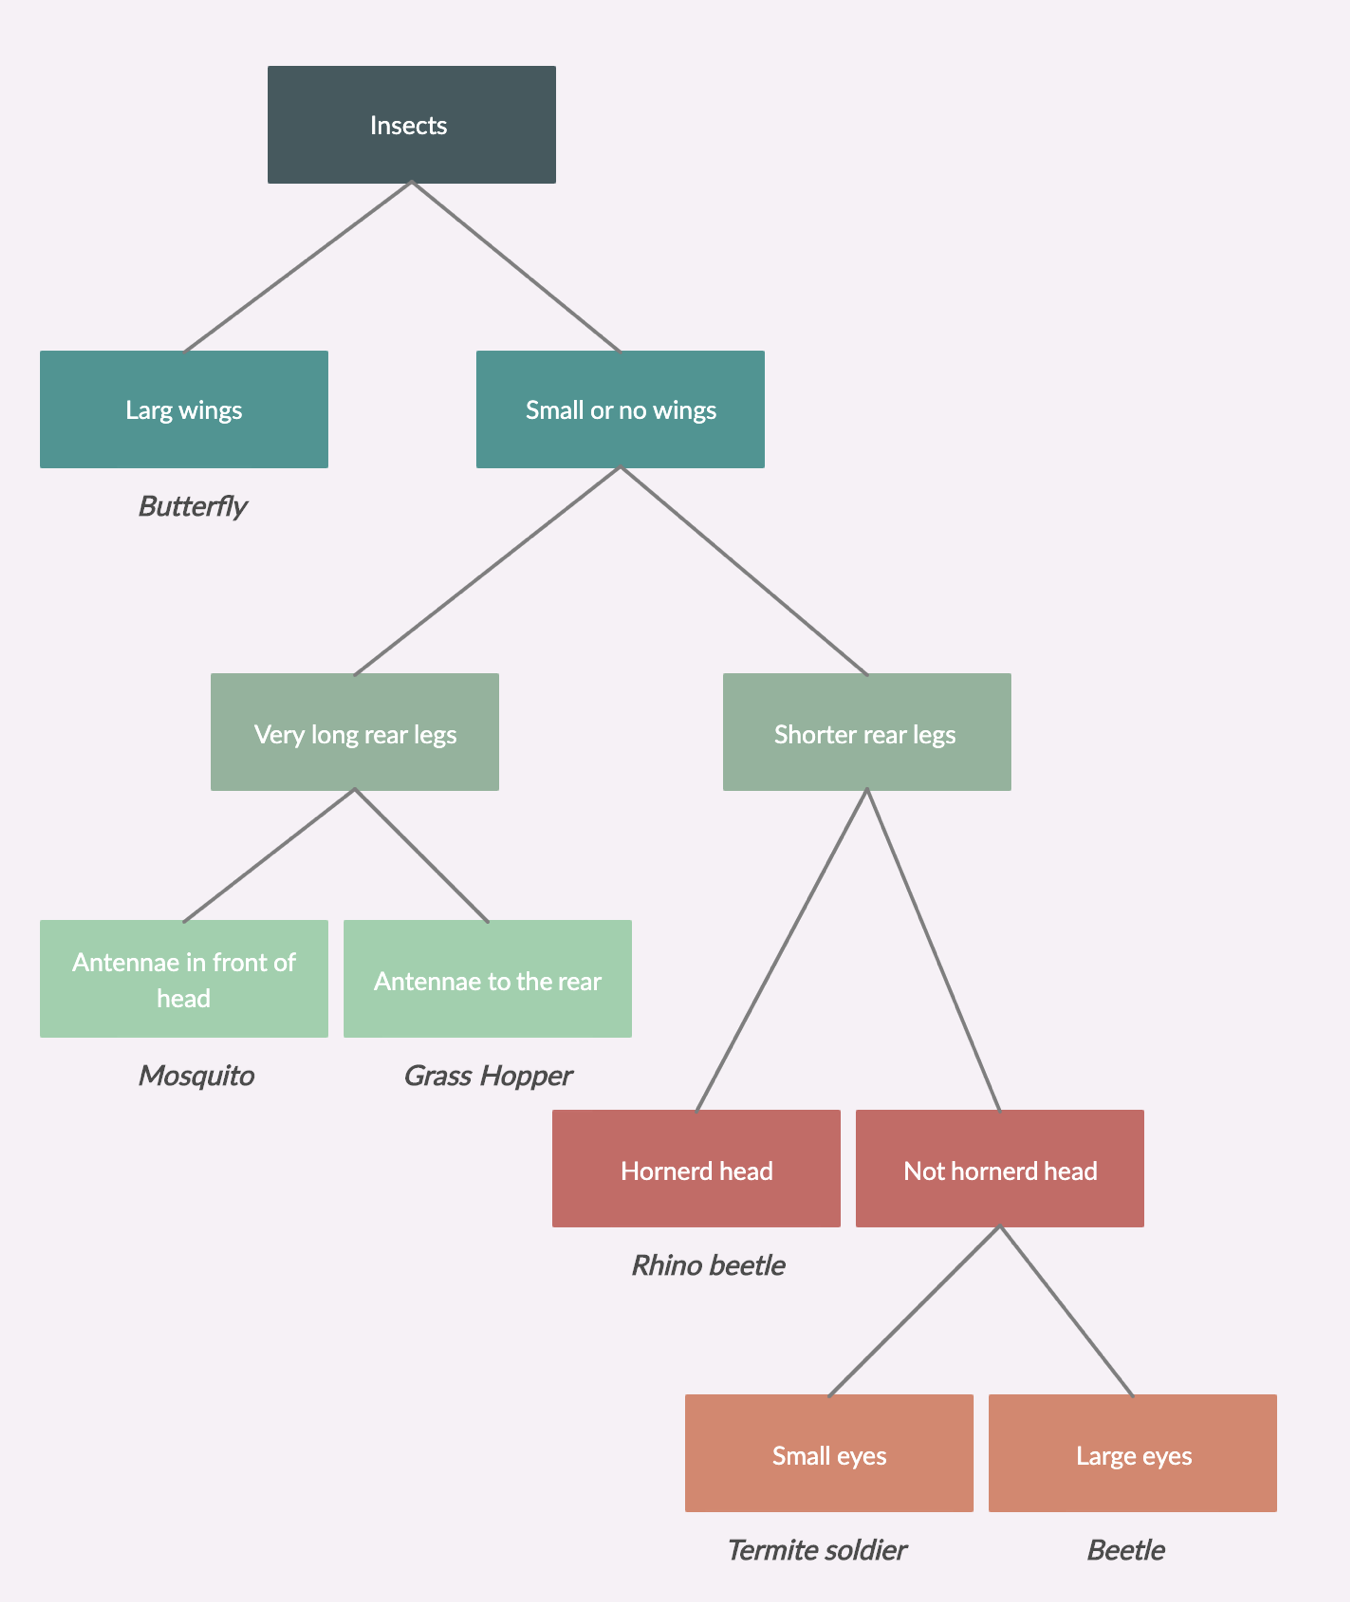 Insects
Larg wings
Small or no wings
Butterfly
Very long rear legs
Shorter rear legs
Antennae in front of
head
Antennae to the rear
Mosquito
Grass Hopper
Hornerd head
Not hornerd head
Rhino beetle
Small eyes
Large eyes
Termite soldier
Beetle